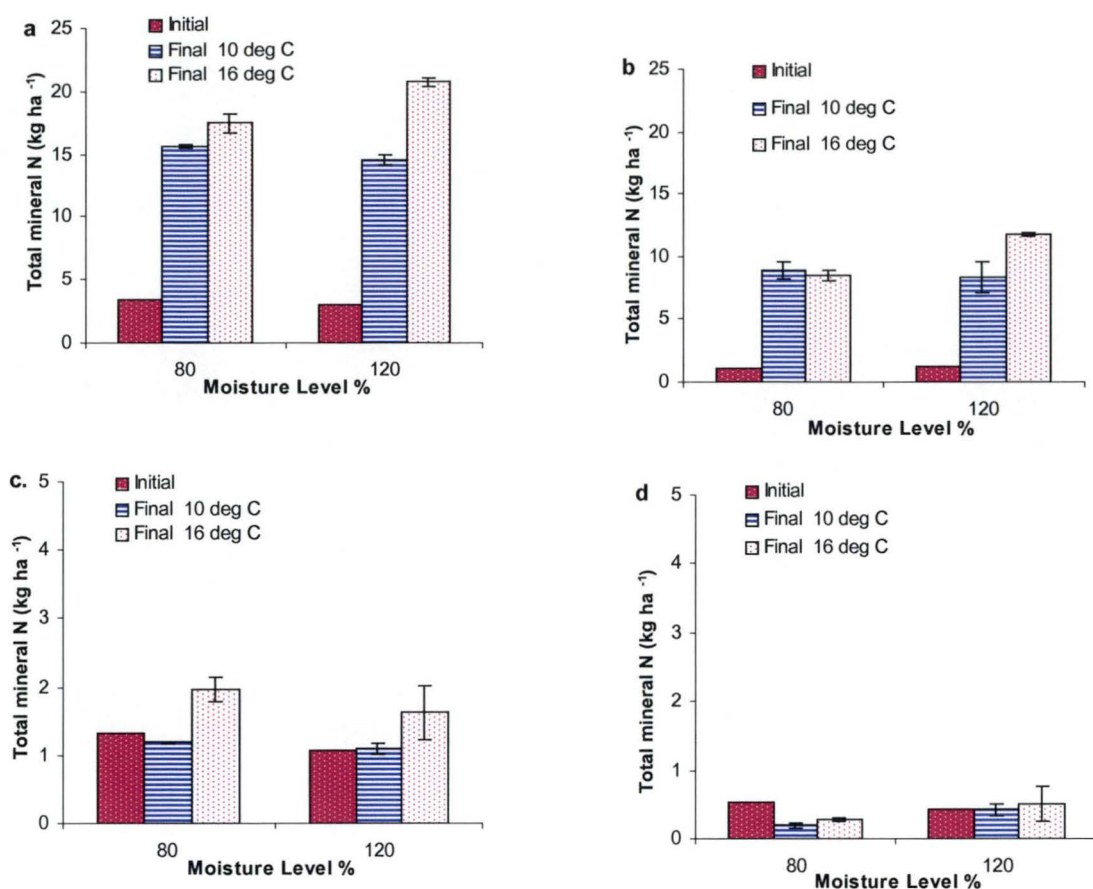 a
Initial
Final 10 deg C
Final 16 deg C
Total mineral N (kg ha ⁻¹)
25
20
15
10
5
0
80
120
Moisture Level %
b
Initial
Final 10 deg C
Final 16 deg C
Total mineral N (kg ha ⁻¹)
25
20
15
10
5
0
80
120
Moisture Level %
c.
Initial
Final 10 deg C
Final 16 deg C
Total mineral N (kg ha ⁻¹)
5
4
3
2
1
0
80
120
Moisture Level %
d
Initial
Final 10 deg C
Final 16 deg C
Total mineral N (kg ha ⁻¹)
5
4
3
2
1
0
80
120
Moisture Level %